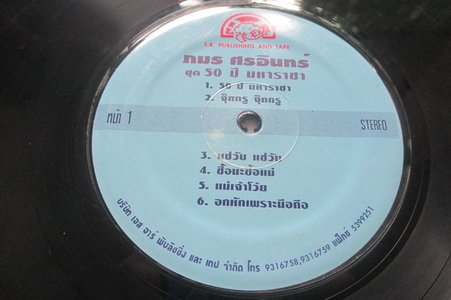 S.R. PUBLISHING AND TAPE
ภมร ศรอินทร์
ชุด 50 ปี มหาราชา
1. 50 ปี มหาราชา
2. จุ๊กกรู จุ๊กกรู
หน้า 1
STEREO
3. แซ่วับ แซ่วับ
4. ซื้อนะซ้อแม่
5. แม่เจ้าโว้ย
6. อกหักเพราะมือถือ
บริษัท เอส อาร์ พับลิชชิ่ง และ เทป จำกัด โทร 9316758,9316759 แฟ็กซ์ 5399251